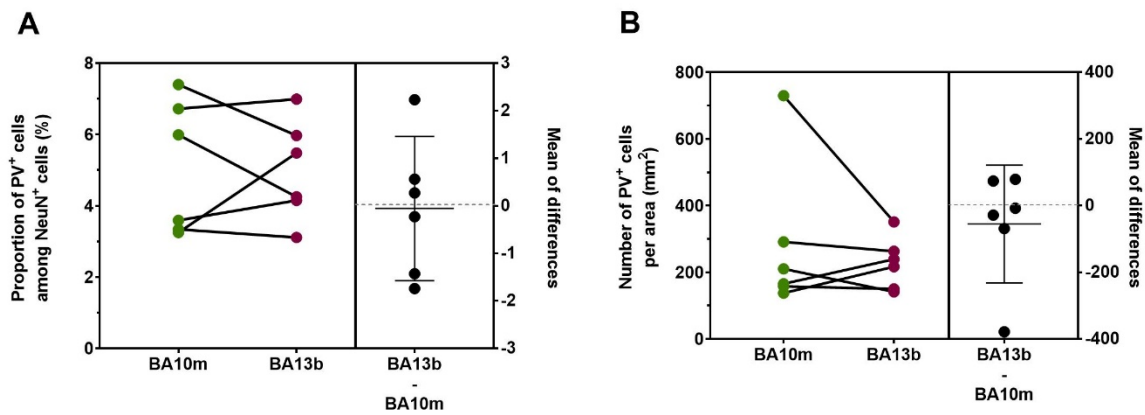 A
Proportion of PV+ cells
among NeuN+ cells (%)
8
6
4
2
0
BA10m
BA13b
BA13b
-
BA10m
3
2
1
0
-1
-2
-3
Mean of differences
B
Number of PV+ cells
per area (mm2)
800
600
400
200
0
BA10m
BA13b
BA13b
-
BA10m
400
200
0
-200
-400
Mean of differences